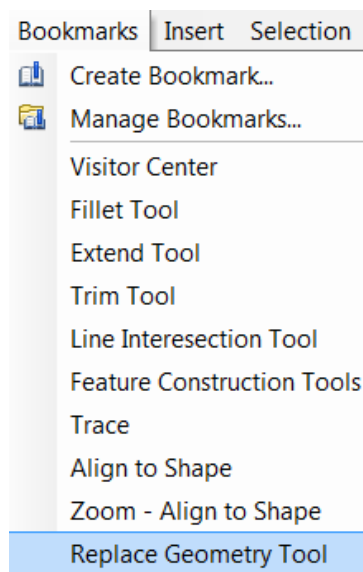 Bookmarks Insert Selection
Create Bookmark...
Manage Bookmarks...
Visitor Center
Fillet Tool
Extend Tool
Trim Tool
Line Interesection Tool
Feature Construction Tools
Trace
Align to Shape
Zoom - Align to Shape
Replace Geometry Tool